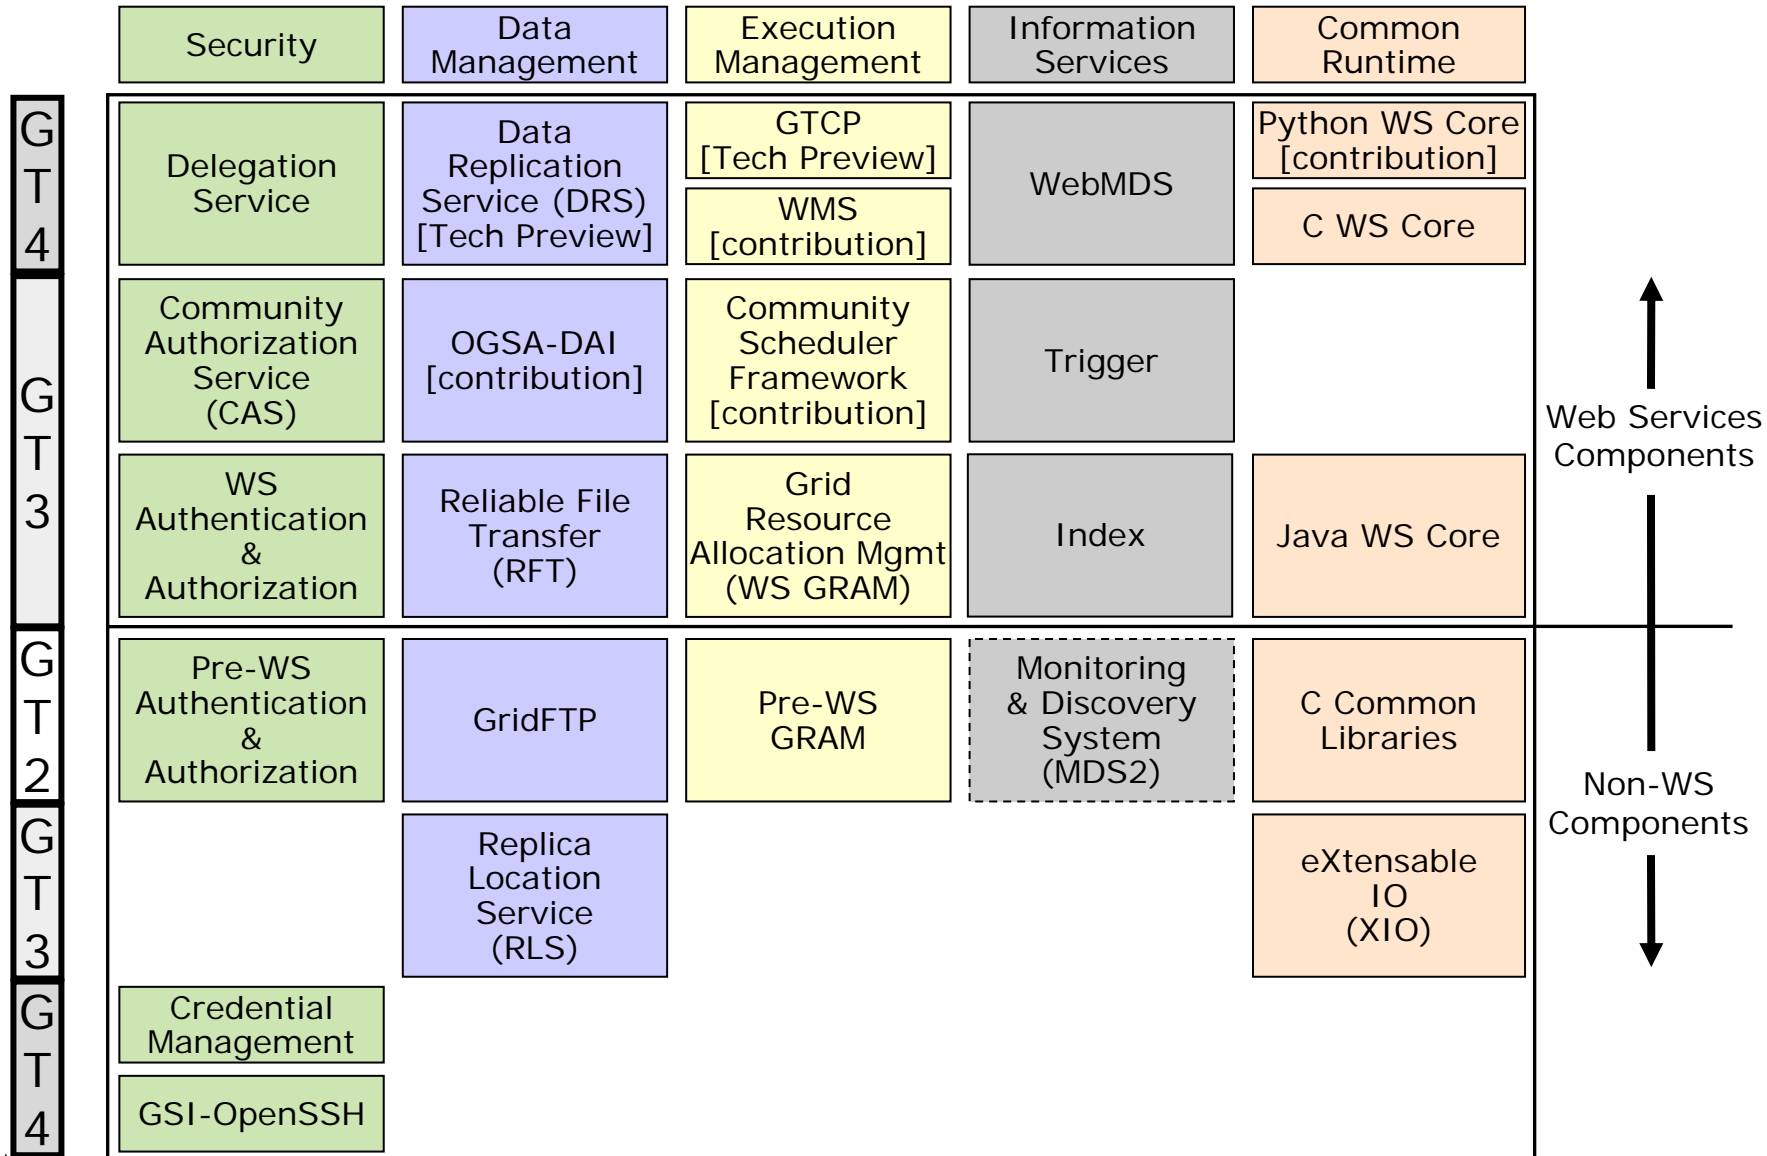 Security
Data
Management
Execution
Management
Information
Services
Common
Runtime
G
T
4
Delegation
Service
Data
Replication
Service (DRS)
[Tech Preview]
GTCP
[Tech Preview]
WMS
[contribution]
WebMDS
Python WS Core
[contribution]
C WS Core
G
T
3
Community
Authorization
Service
(CAS)
OGSA-DAI
[contribution]
Community
Scheduler
Framework
[contribution]
Trigger
WS
Authentication
&
Authorization
Reliable File
Transfer
(RFT)
Grid
Resource
Allocation Mgmt
(WS GRAM)
Index
Java WS Core
Web Services
Components
G
T
2
Pre-WS
Authentication
&
Authorization
GridFTP
Pre-WS
GRAM
Monitoring
& Discovery
System
(MDS2)
C Common
Libraries
Non-WS
Components
G
T
3
Replica
Location
Service
(RLS)
eXtensable
IO
(XIO)
G
T
4
Credential
Management
GSI-OpenSSH